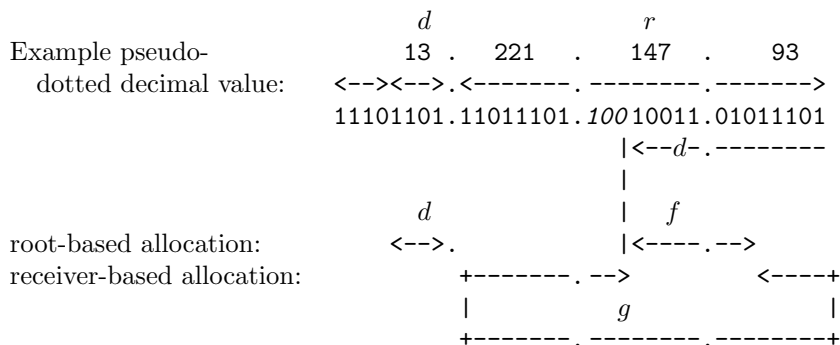 d r
Example pseudo- 13 . 221 . 147 . 93
dotted decimal value: <--><-->.<-------.--------.------->
11101101.11011101.10010011.01011101
|<--d-.--------
|
d | f
root-based allocation: <-->. |<----.-->
receiver-based allocation: +-------.--> <----+
| g |
+-------.--------.--------+